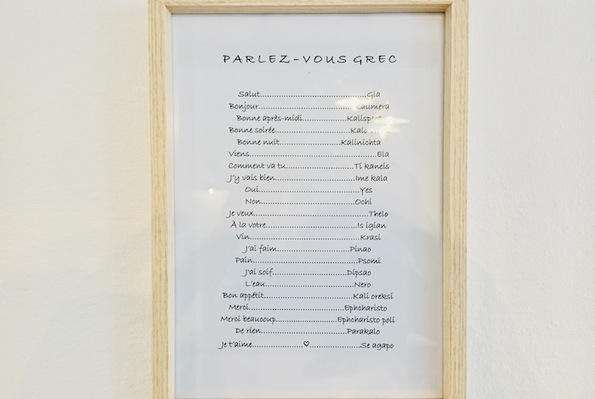 PARLEZ-VOUS GREC
Salut...Gia
Bonjour...
Bonne après-midi...
Bonne soirée...
Bonne nuit...Kalinichta
Viens...Ela
Comment va tu...Ti kaneis
J'y vais bien...Ime kala
Oui...Yes
Non...Ochi
Je veux...Thelo
À la votre...Is igian
Vin...Krasi
J'ai faim...Pinao
Pain...Psomi
J'ai soif...Dipsao
L'eau...Nero
Bon appétit...Kali oreksi
Merci...Ephcharisto
Merci beaucoup...Ephcharisto poli
De rien...Parakalo
Je t'aime...♡...Se agapo